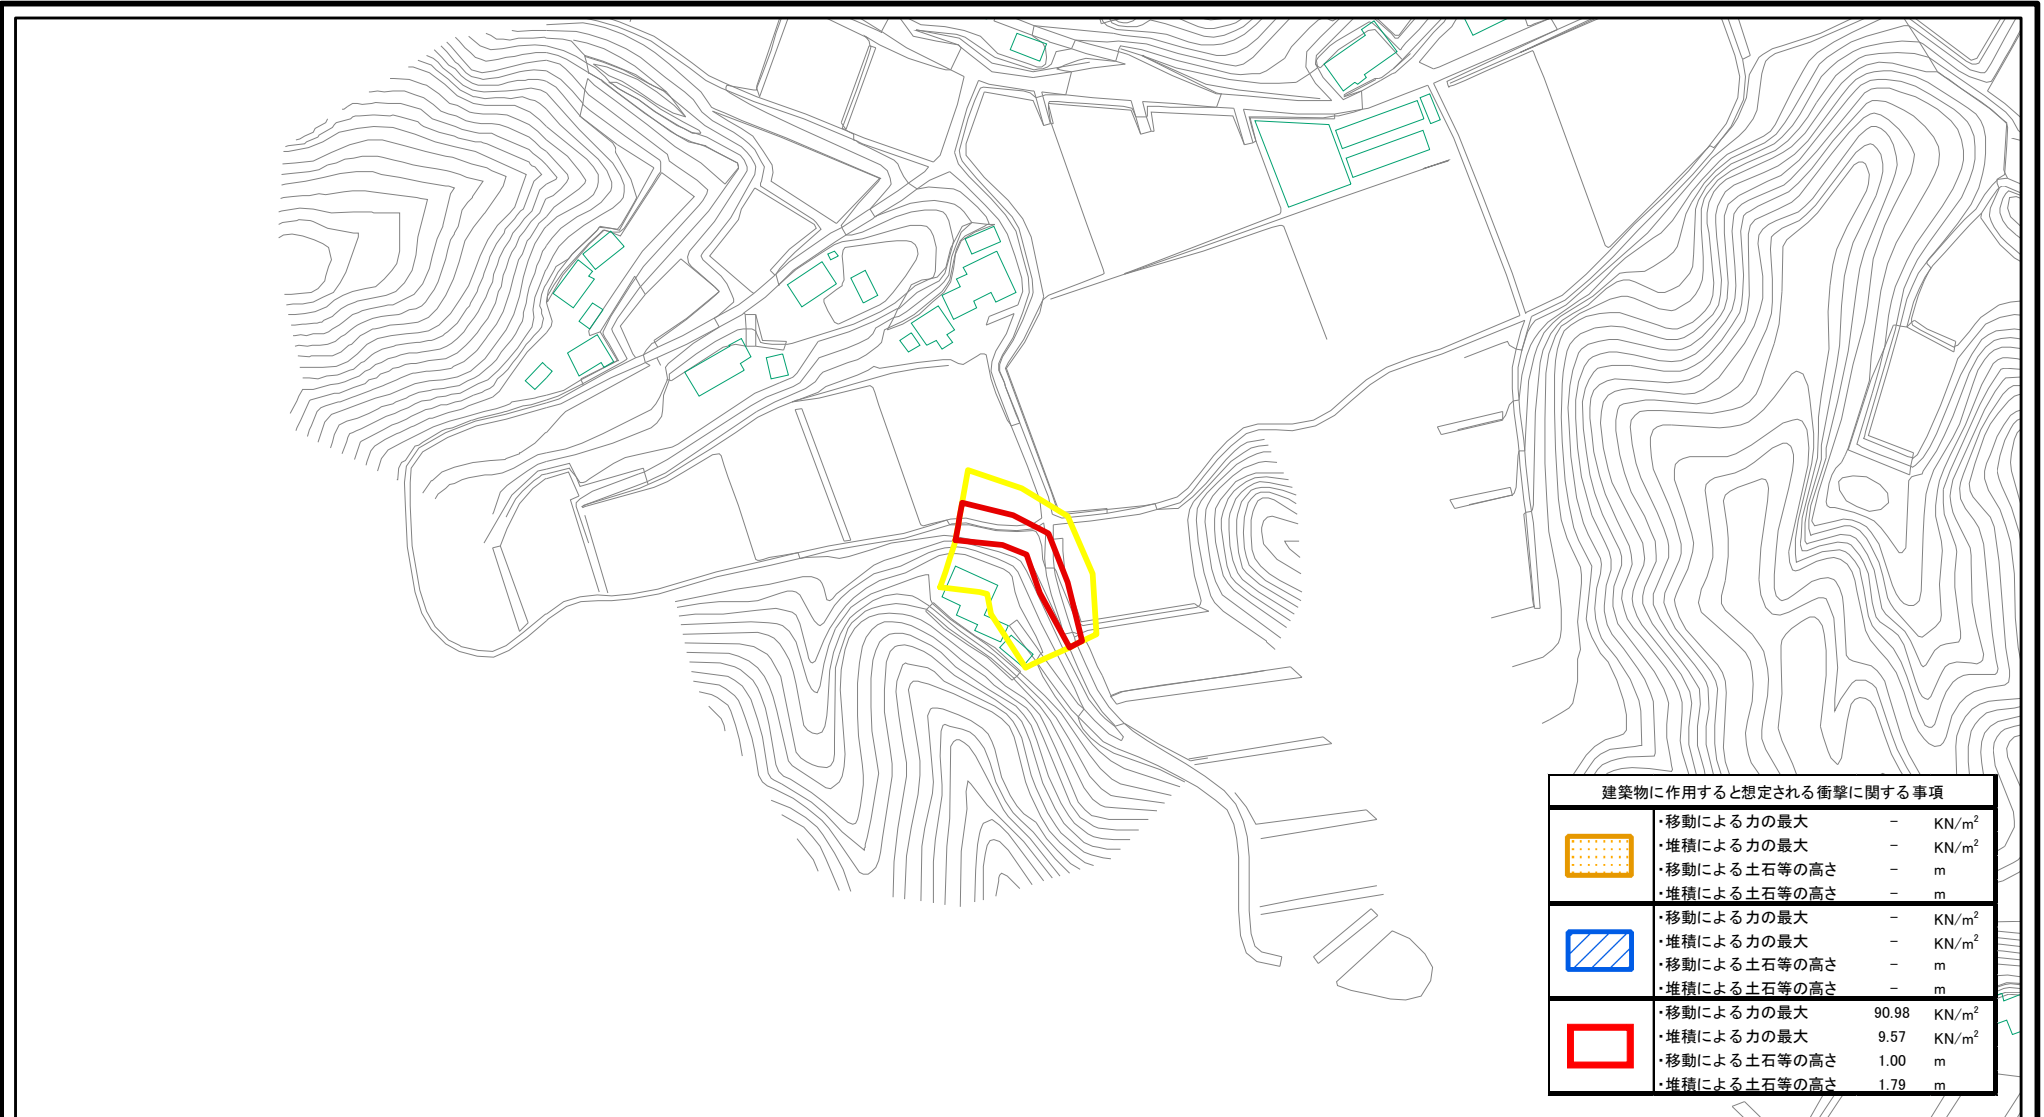 建築物に作用すると想定される衝撃に関する事項
・移動による力の最大 - KN/m²
・堆積による力の最大 - KN/m²
・移動による土石等の高さ - m
・堆積による土石等の高さ - m
・移動による力の最大 - KN/m²
・堆積による力の最大 - KN/m²
・移動による土石等の高さ - m
・堆積による土石等の高さ - m
・移動による力の最大 90.98 KN/m²
・堆積による力の最大 9.57 KN/m²
・移動による土石等の高さ 1.00 m
・堆積による土石等の高さ 1.79 m